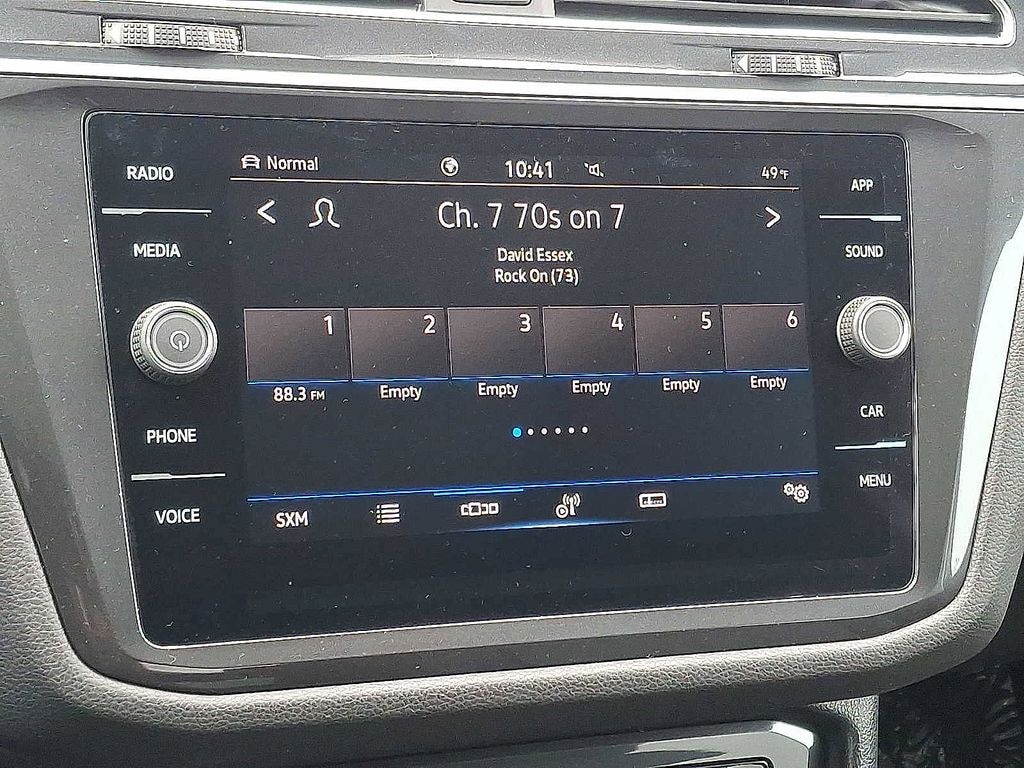 RADIO
MEDIA
PHONE
VOICE
Normal
10:41
49°F
Ch. 7 70s on 7
David Essex
Rock On (73)
1 2 3 4 5 6
88.3 FM Empty Empty Empty Empty Empty
SXM
APP
SOUND
CAR
MENU